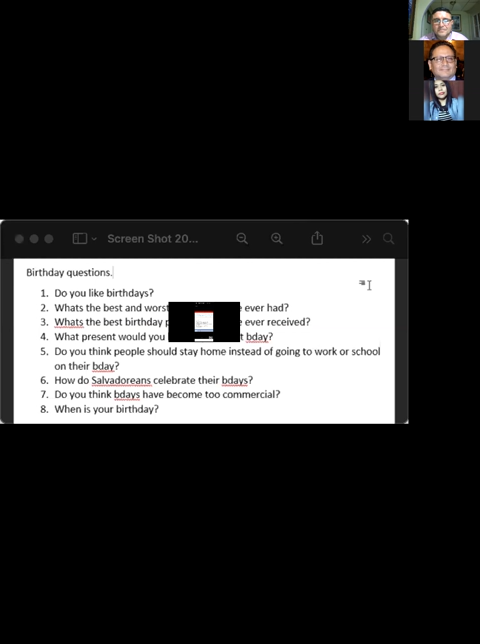 Screen Shot 20...
Birthday questions.
1. Do you like birthdays?
2. Whats the best and worst ever had?
3. Whats the best birthday ever received?
4. What present would you bday?
5. Do you think people should stay home instead of going to work or school
on their bday?
6. How do Salvadoreans celebrate their bdays?
7. Do you think bdays have become too commercial?
8. When is your birthday?